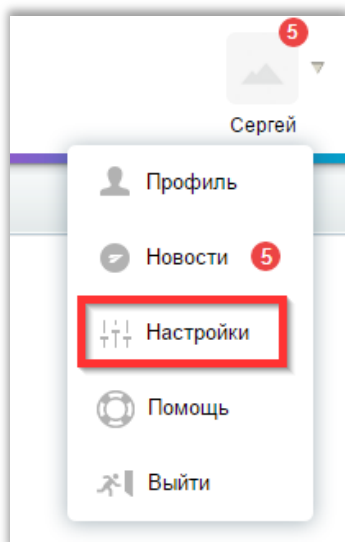 5
Сергей
Профиль
Новости 5
Настройки
Помощь
Выйти